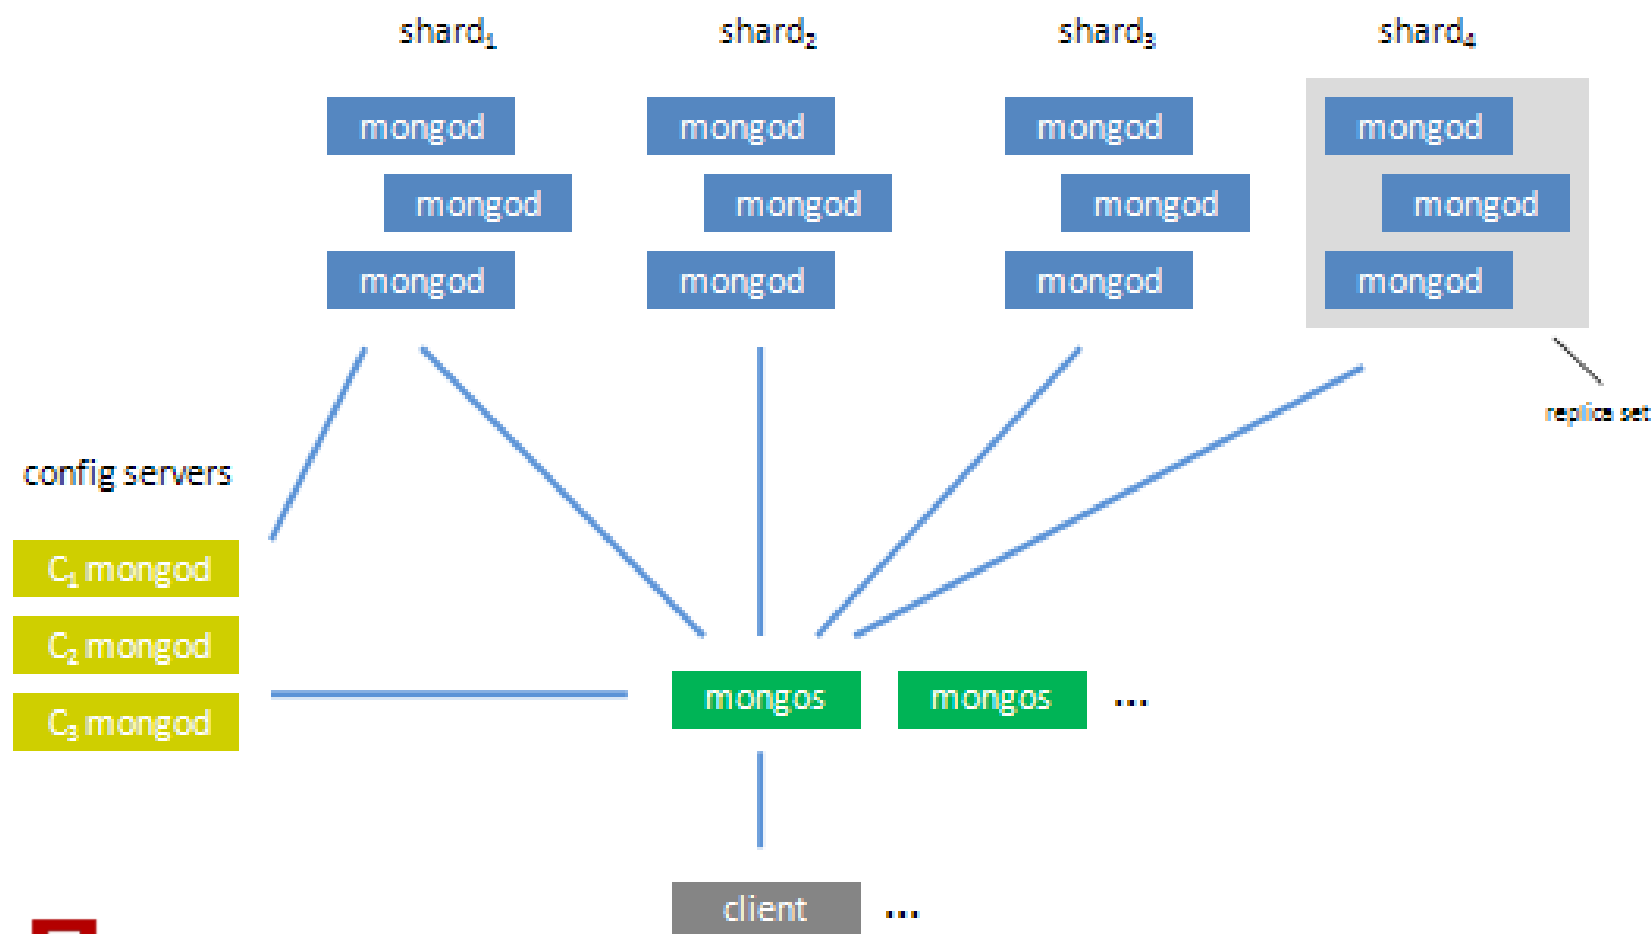 shard₁ shard₂ shard₃ shard₄
mongod mongod mongod mongod
mongod mongod mongod mongod
mongod mongod mongod mongod
replica set
config servers
C₁ mongod
C₂ mongod
mongos mongos ...
C₃ mongod
client ...